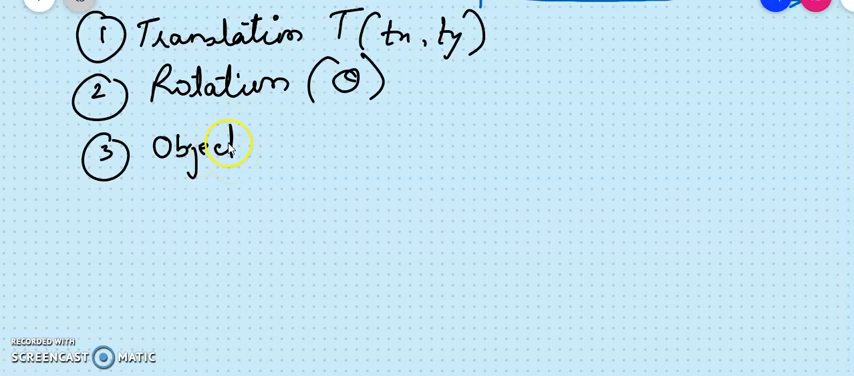 1 Translation T(tx, ty)
2 Rotation (θ)
3 Object
RECORDED WITH
SCREENCAST MATIC